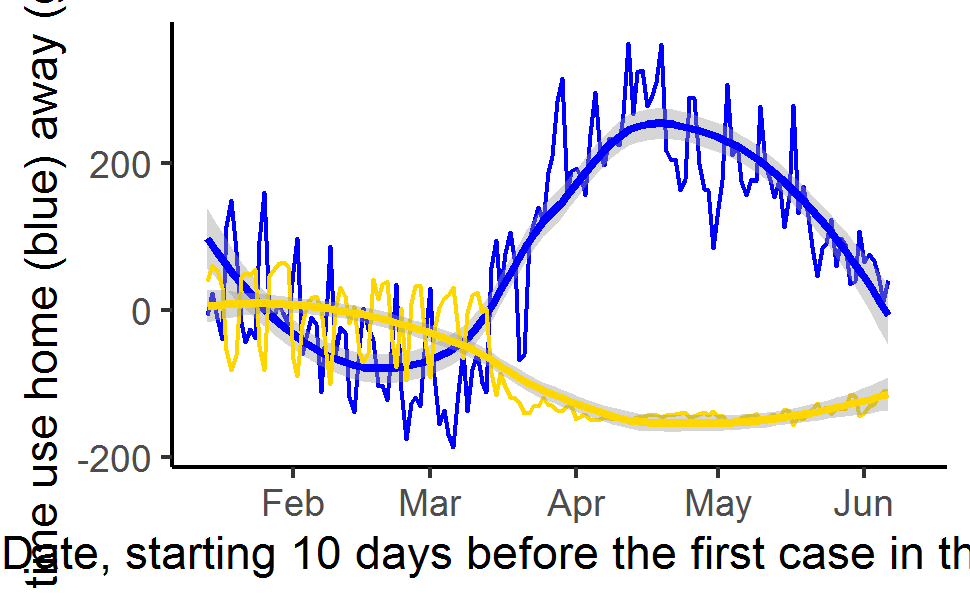 time use home (blue) away (
200
0
-200
Feb Mar Apr May Jun
Date, starting 10 days before the first case in th